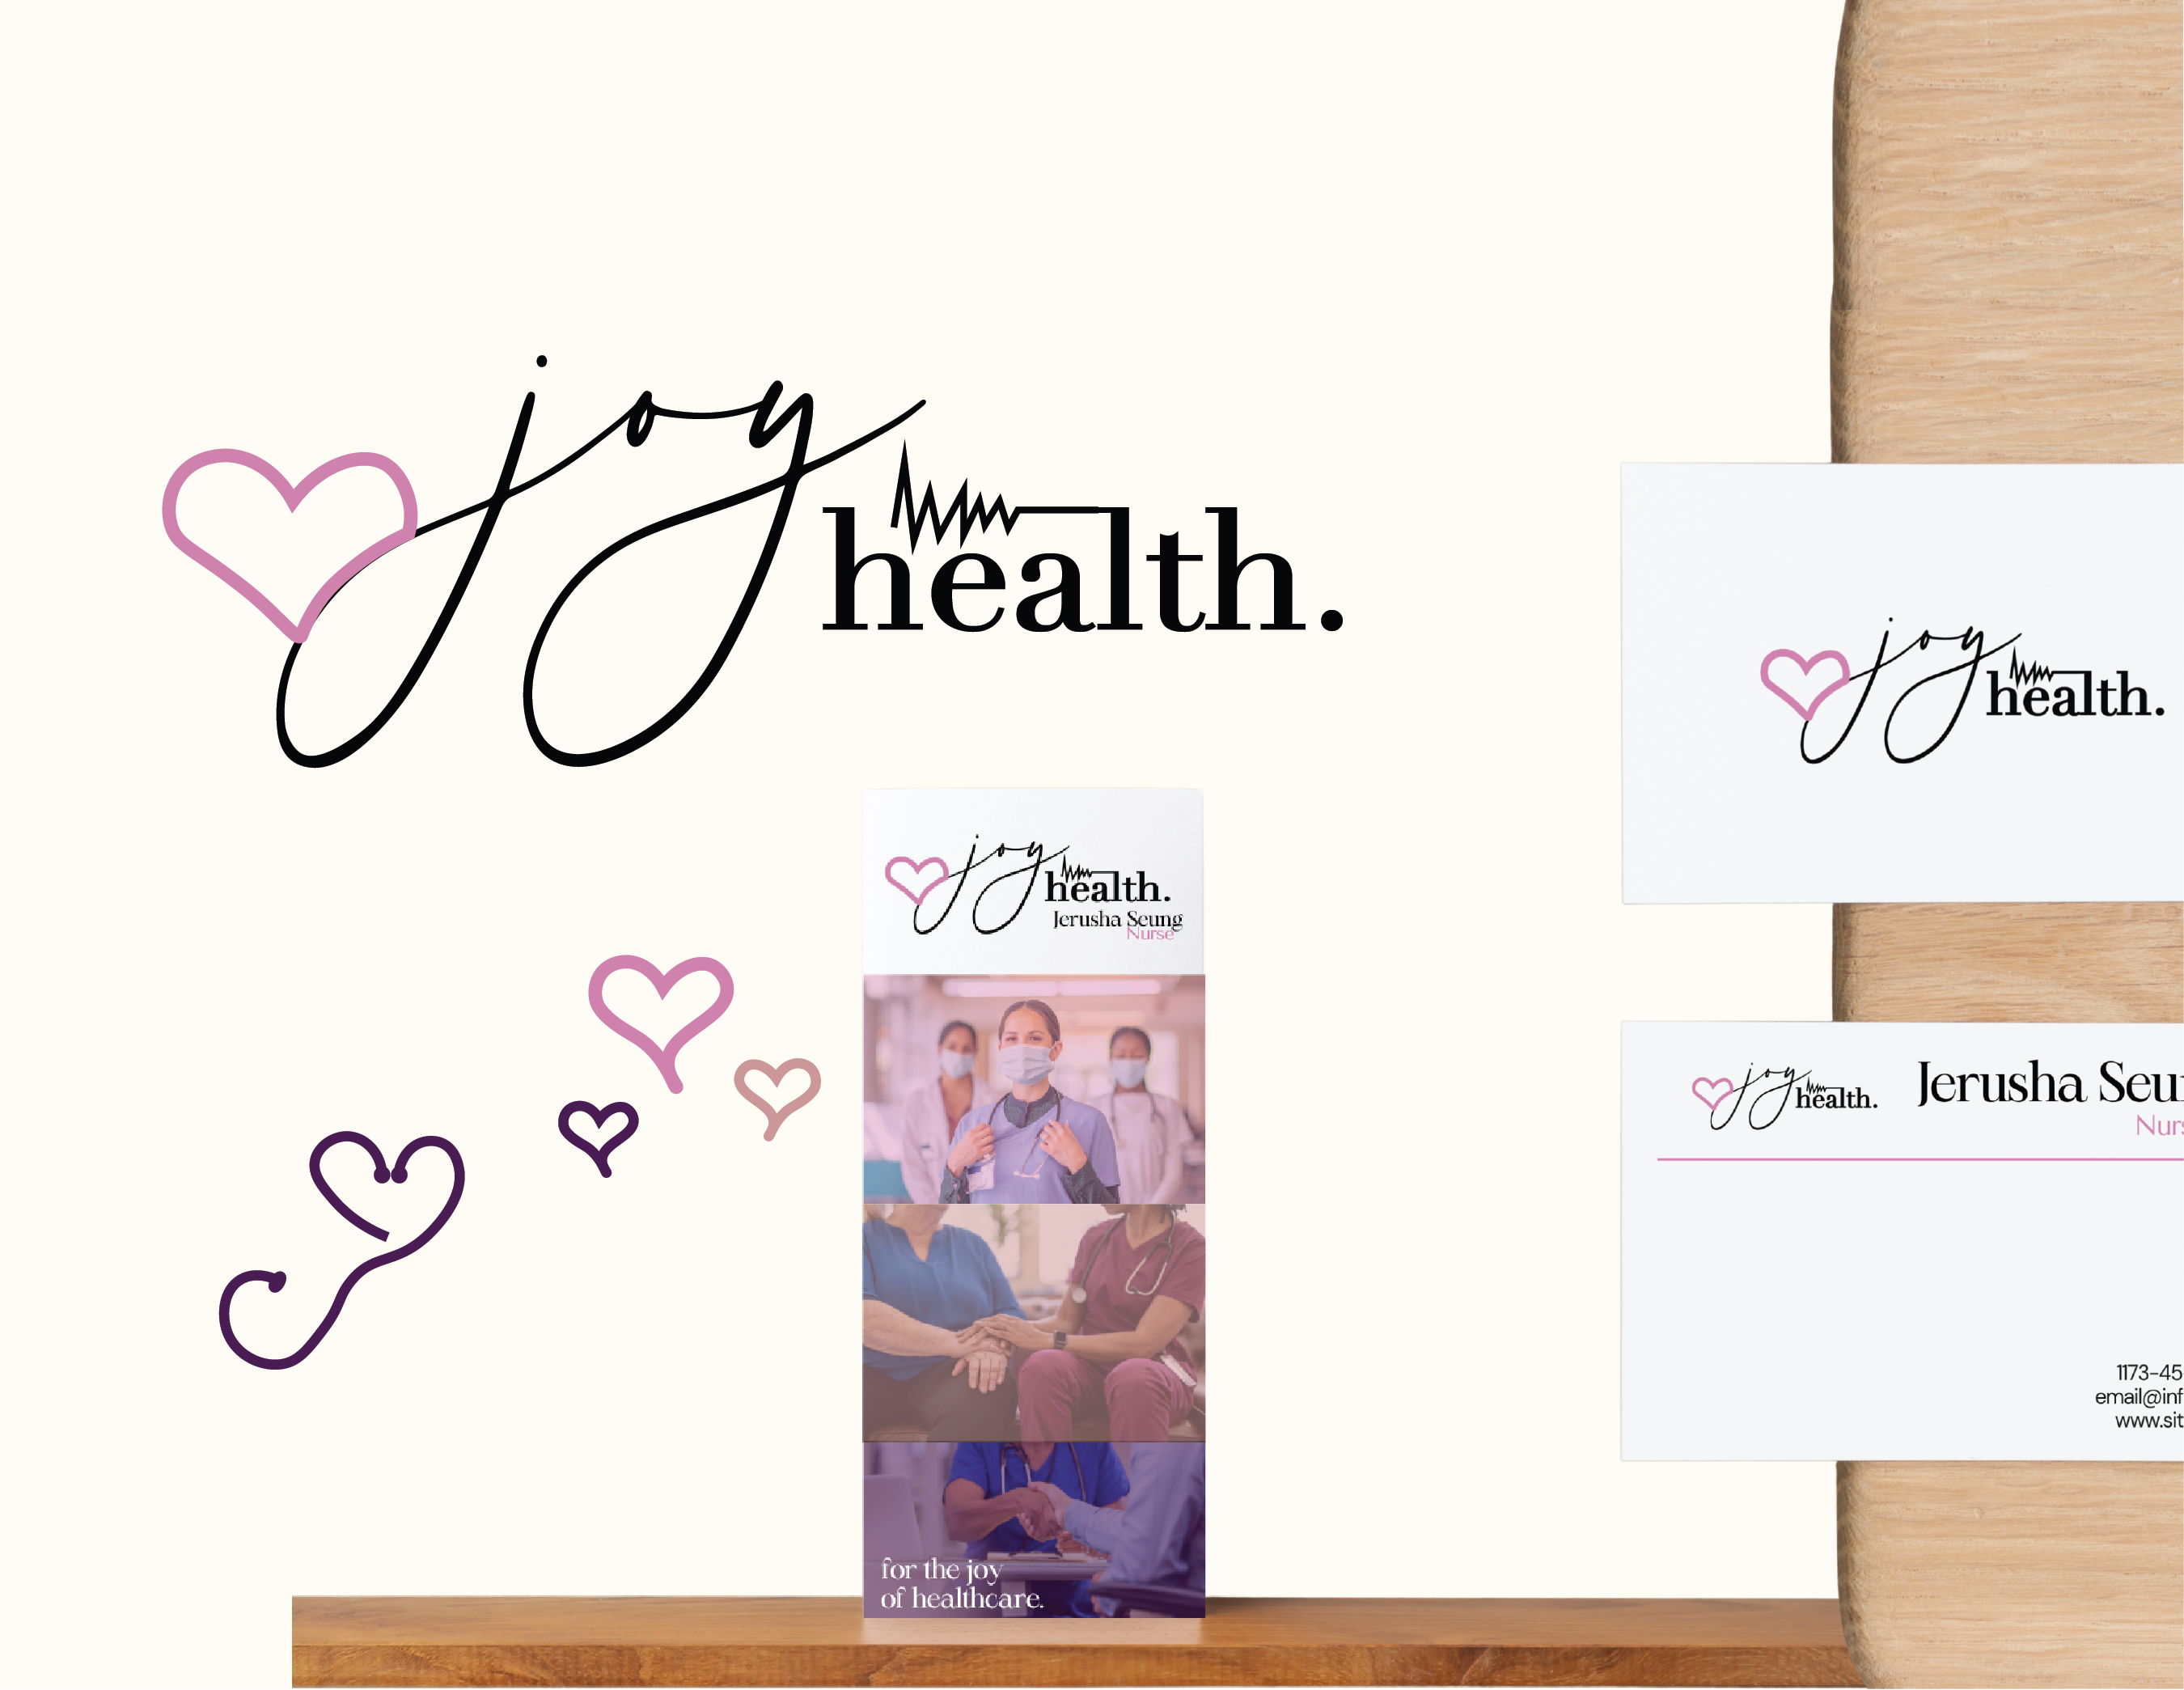 joy health.
joy health.
joy health.
Jerusha Seung
Nurse
joy health.
Jerusha Seu
Nurs
1173-45
email@inf
www.sit
for the joy
of healthcare.